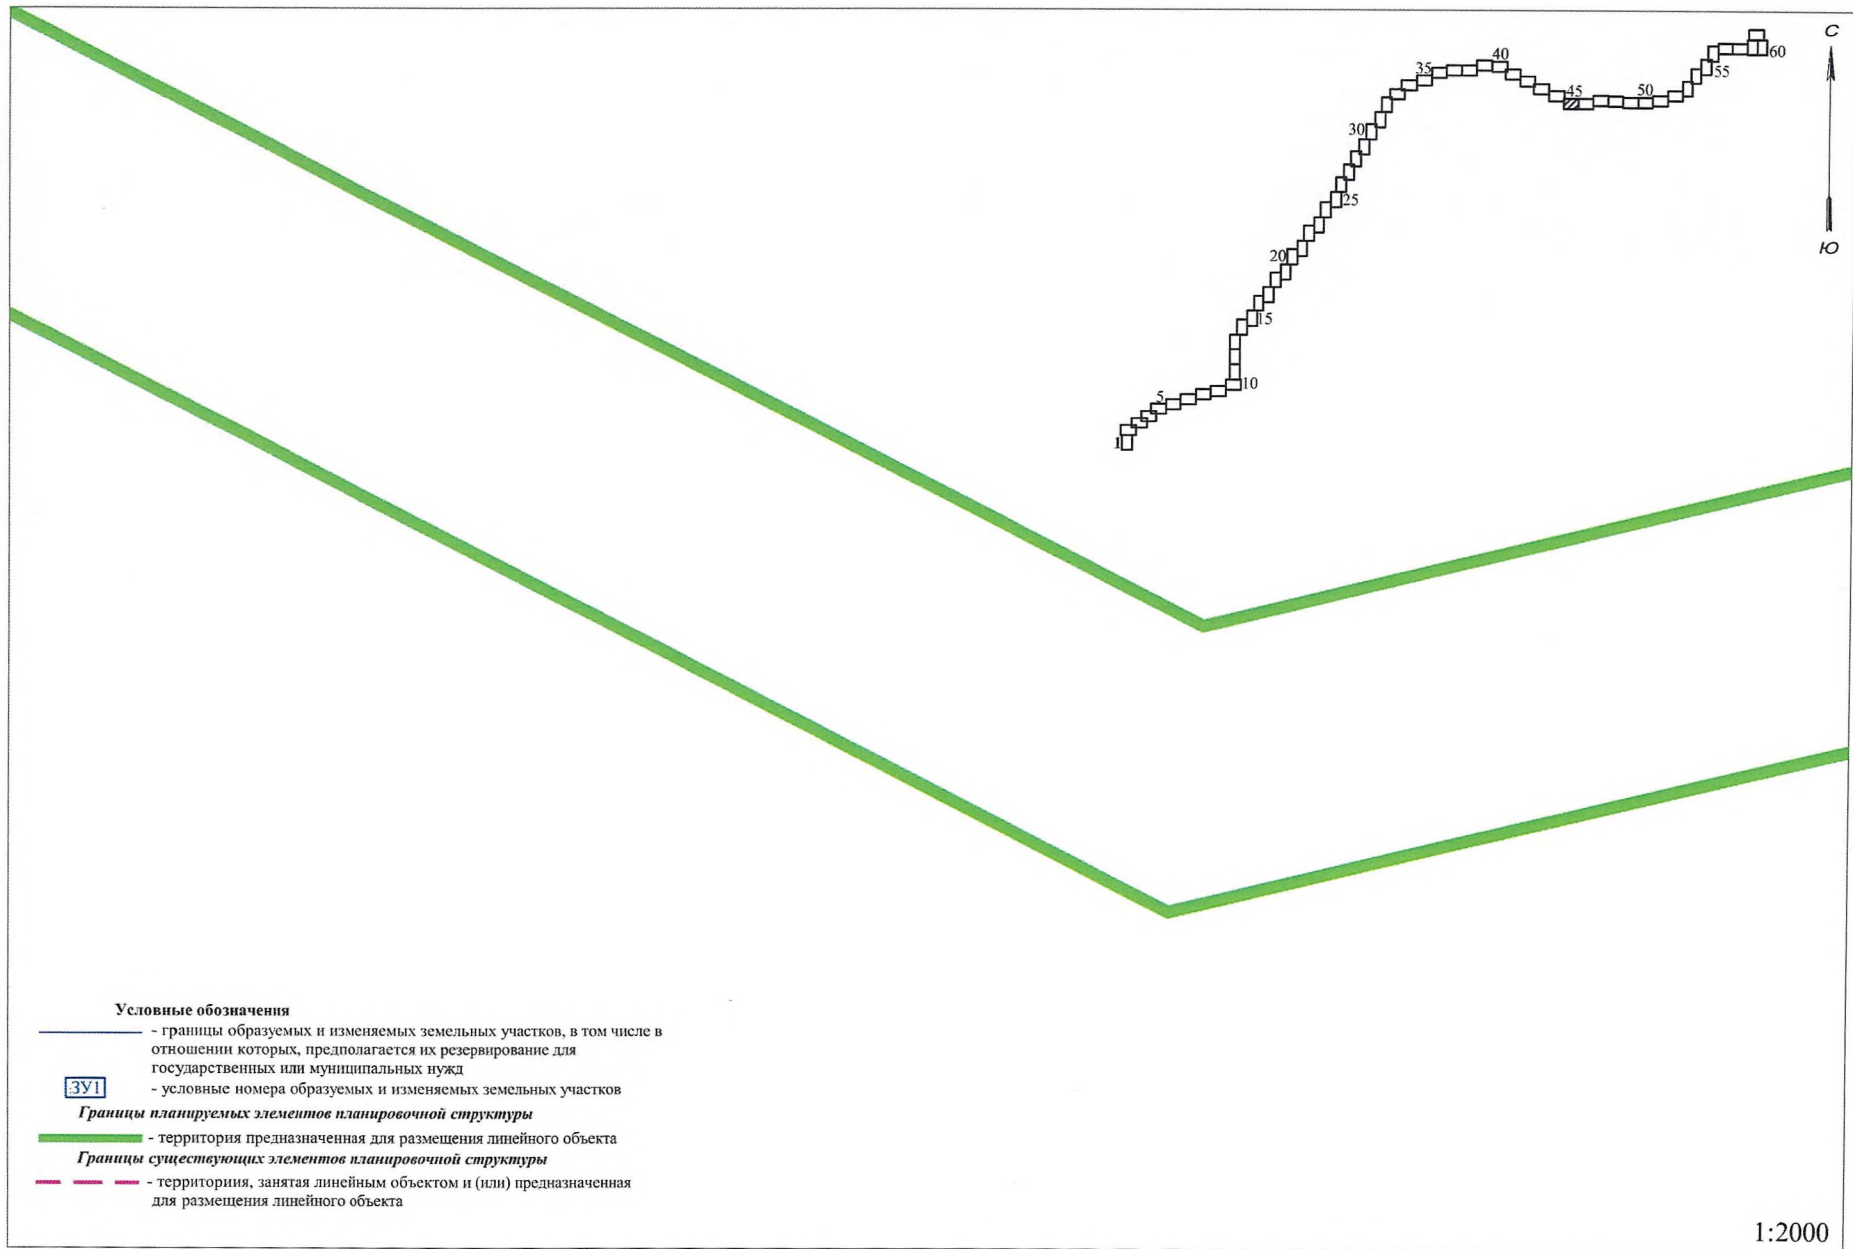 С
60
40
35
55
45
50
30
25
20
Ю
15
10
5
1
Условные обозначения
- границы образуемых и изменяемых земельных участков, в том числе в
отношении которых, предполагается их резервирование для
государственных или муниципальных нужд
:ЗУ1 - условные номера образуемых и изменяемых земельных участков
Границы планируемых элементов планировочной структуры
- территория предназначенная для размещения линейного объекта
Границы существующих элементов планировочной структуры
- территориия, занятая линейным объектом и (или) предназначенная
для размещения линейного объекта
1:2000